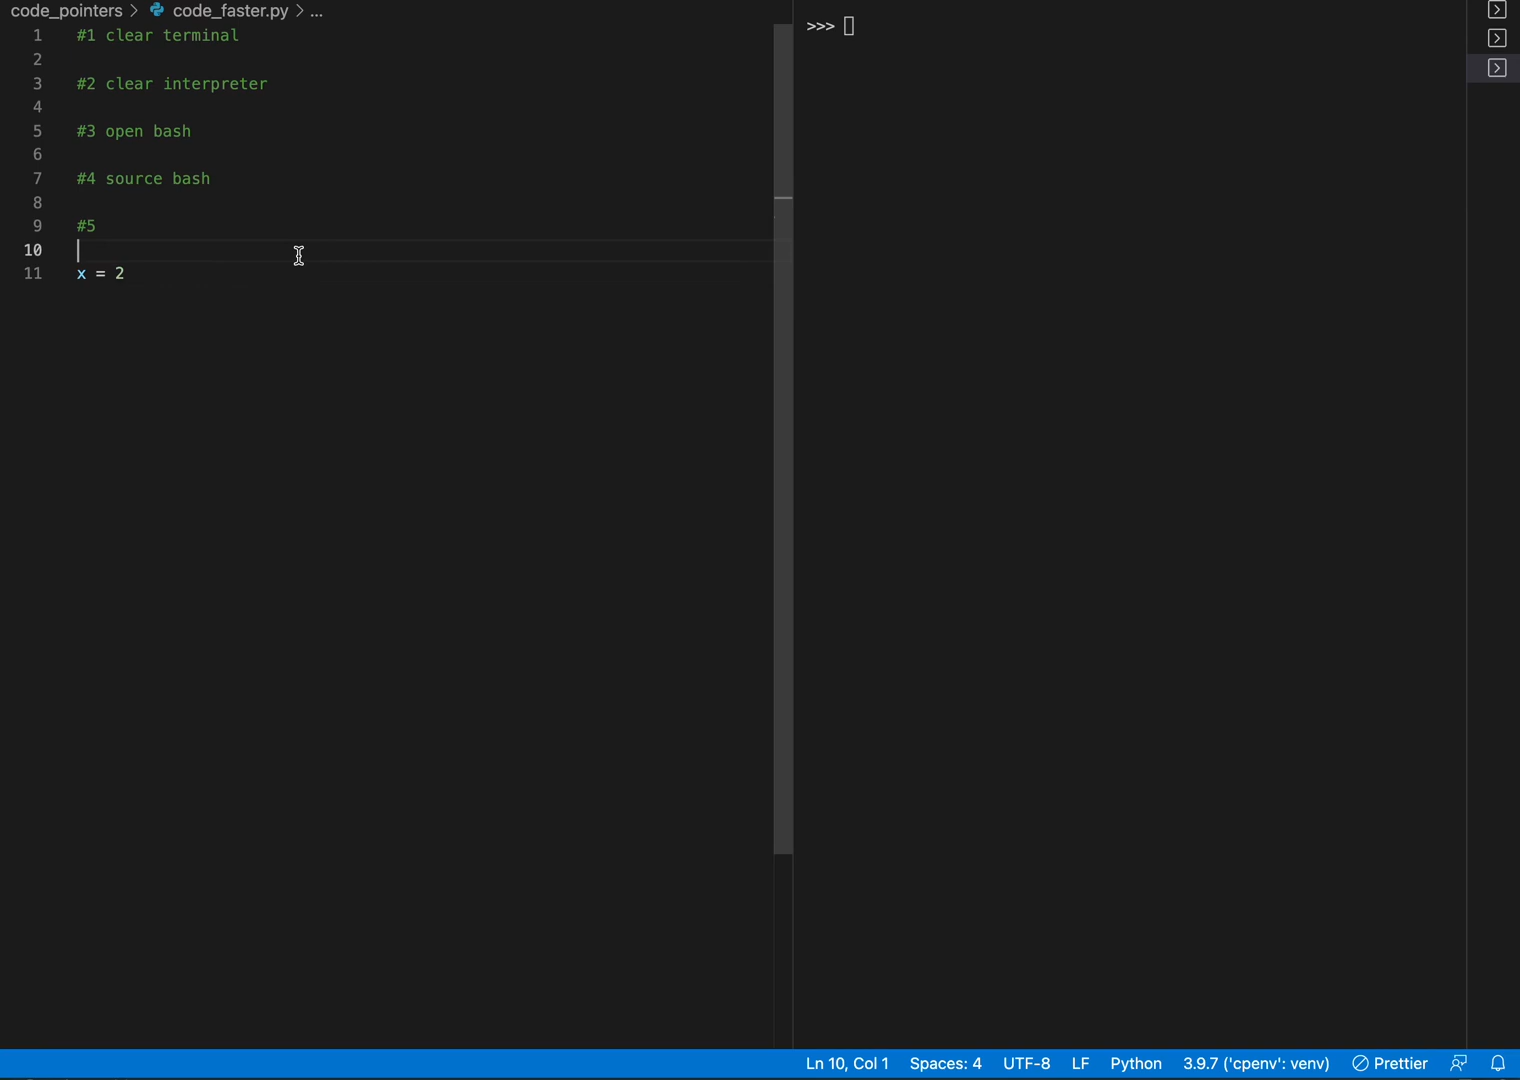 code_pointers > code_faster.py > ...
1 #1 clear terminal
2
3 #2 clear interpreter
4
5 #3 open bash
6
7 #4 source bash
8
9 #5
10
11 x = 2
>>>
Ln 10, Col 1 Spaces: 4 UTF-8 LF Python 3.9.7 ('cpenv': venv) Prettier